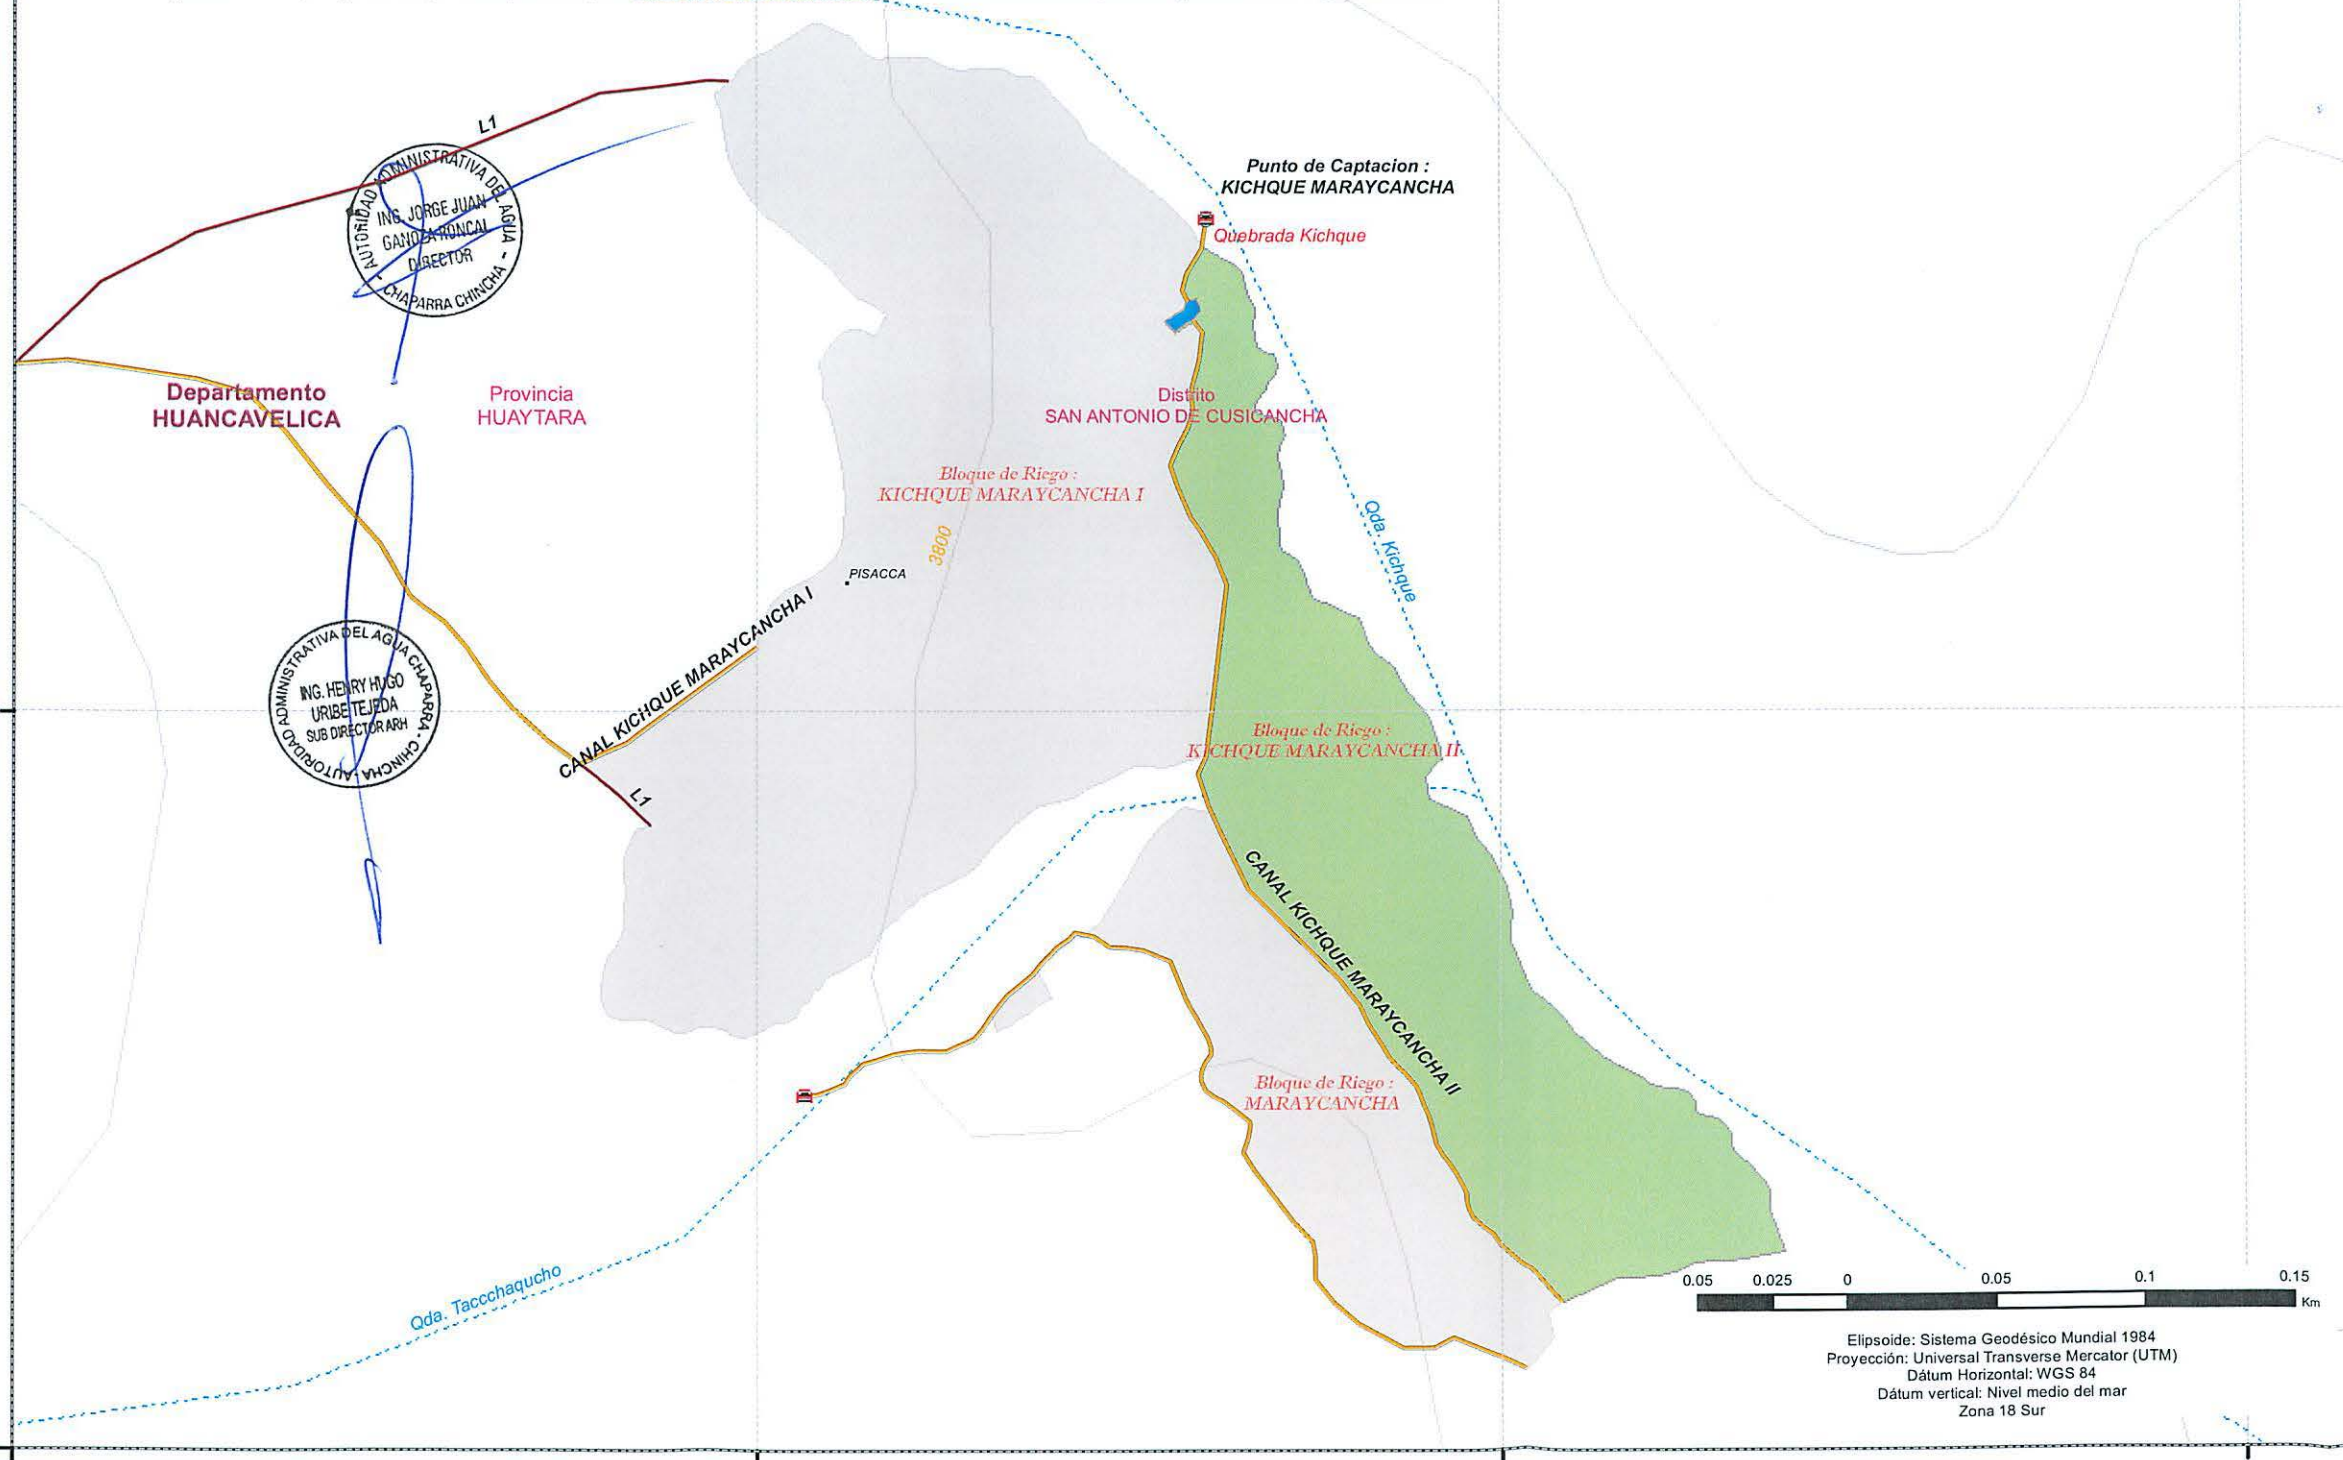 L1
AUTORIDAD ADMINISTRATIVA DEL AGUA
- CHAPARRA CHINCHA -
ING. JORGE JUAN
GANOZA RONCAL
DIRECTOR
Punto de Captacion :
KICHQUE MARAYCANCHA
Quebrada Kichque
Departamento
HUANCAVELICA
Provincia
HUAYTARA
Distrito
SAN ANTONIO DE CUSICANCHA
Bloque de Riego :
KICHQUE MARAYCANCHA I
3800
PISACCA
Qda. Kichque
CANAL KICHQUE MARAYCANCHA I
AUTORIDAD ADMINISTRATIVA DEL AGUA CHAPARRA - CHINCHA -
ING. HENRY HUGO
URIBE TEJEDA
SUB DIRECTOR ARH
L1
Bloque de Riego :
KICHQUE MARAYCANCHA II
CANAL KICHQUE MARAYCANCHA II
Bloque de Riego :
MARAYCANCHA
Qda. Taccchaqucho
0.05 0.025 0 0.05 0.1 0.15
Km
Elipsoide: Sistema Geodésico Mundial 1984
Proyección: Universal Transverse Mercator (UTM)
Dátum Horizontal: WGS 84
Dátum vertical: Nivel medio del mar
Zona 18 Sur